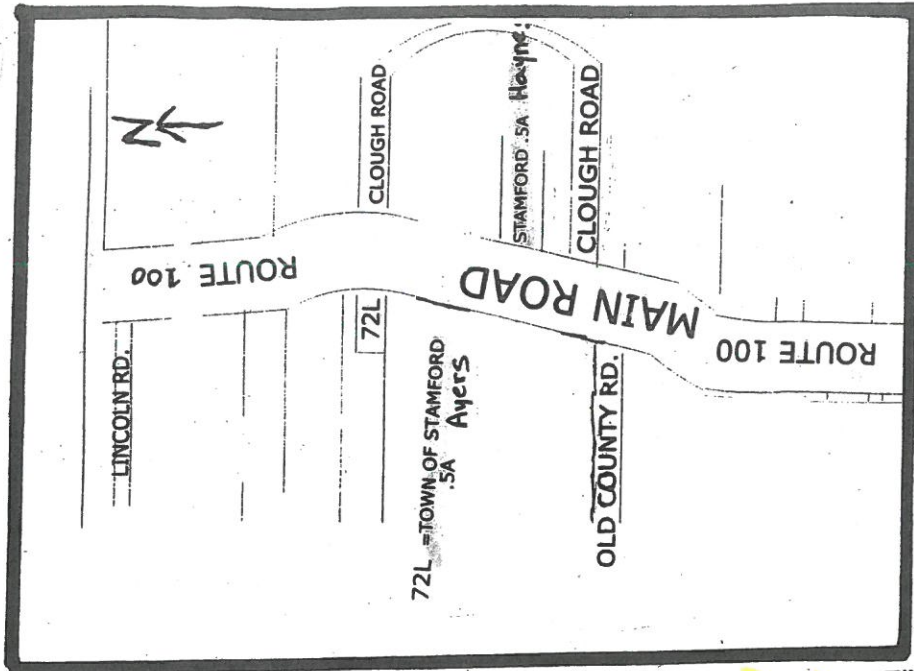 N
CLOUGH ROAD
STAMFORD .5A Hayne
CLOUGH ROAD
ROUTE 100
MAIN ROAD
ROUTE 100
LINCOLN RD.
72L
72L =TOWN OF STAMFORD
.5A Ayers
OLD COUNTY RD.